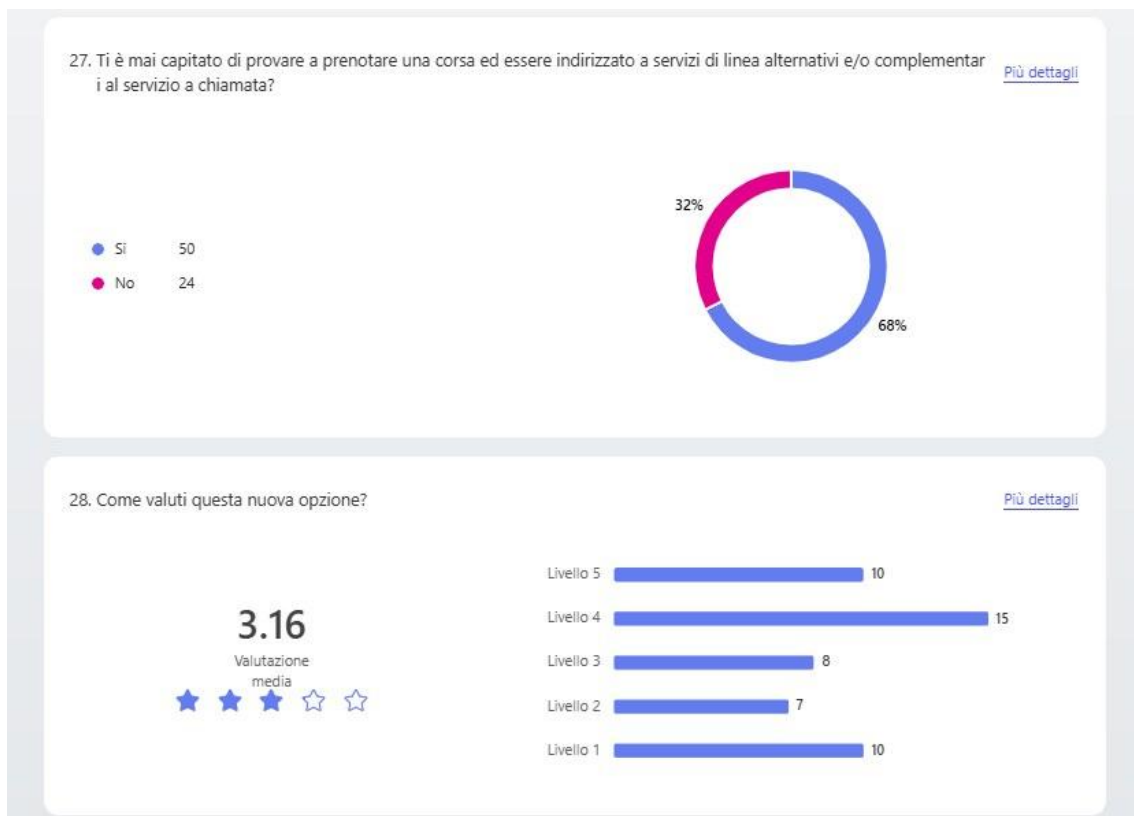 27. Ti è mai capitato di provare a prenotare una corsa ed essere indirizzato a servizi di linea alternativi e/o complementar
i al servizio a chiamata?
Più dettagli
32%
Si 50
No 24
68%
28. Come valuti questa nuova opzione?
Più dettagli
Livello 5 10
3.16
Livello 4 15
Valutazione
media
Livello 3 8
Livello 2 7
Livello 1 10